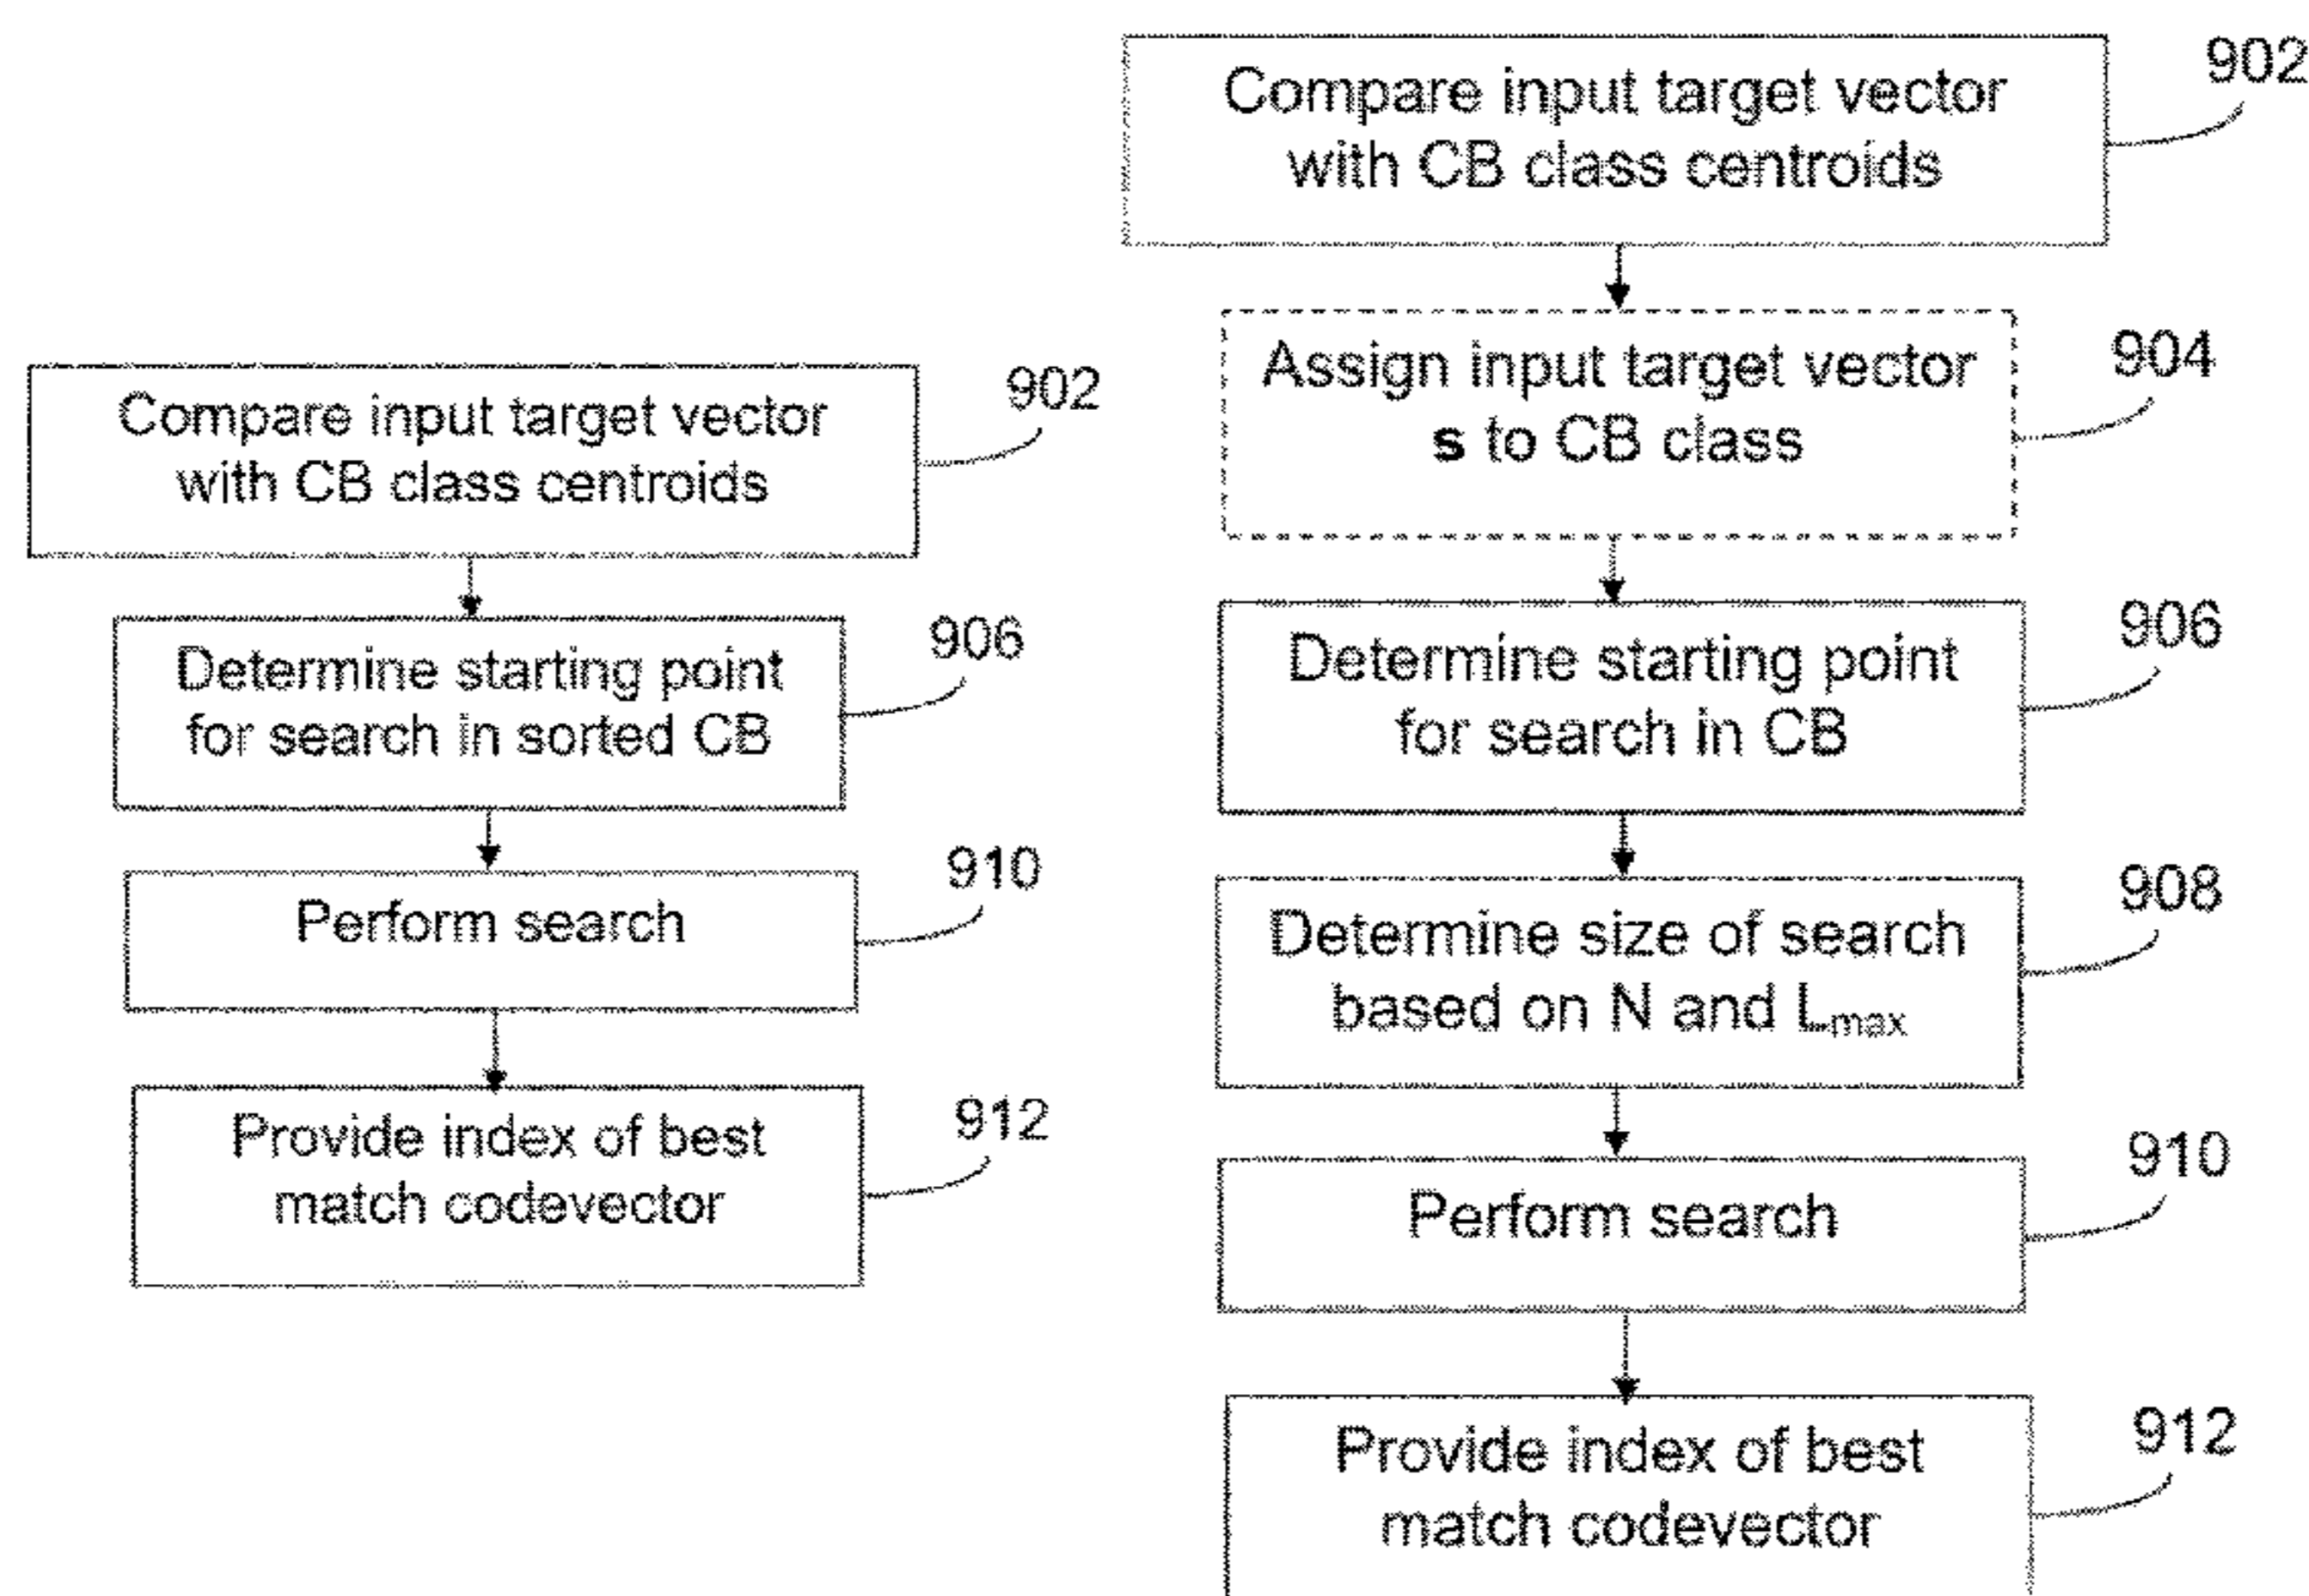 Compare input target vector
with CB class centroids
902
Determine starting point
for search in sorted CB
906
Perform search
910
Provide index of best
match codevector
912
Compare input target vector
with CB class centroids
902
Assign input target vector
s to CB class
904
Determine starting point
for search in CB
906
Determine size of search
based on N and Lmax
908
Perform search
910
Provide index of best
match codevector
912